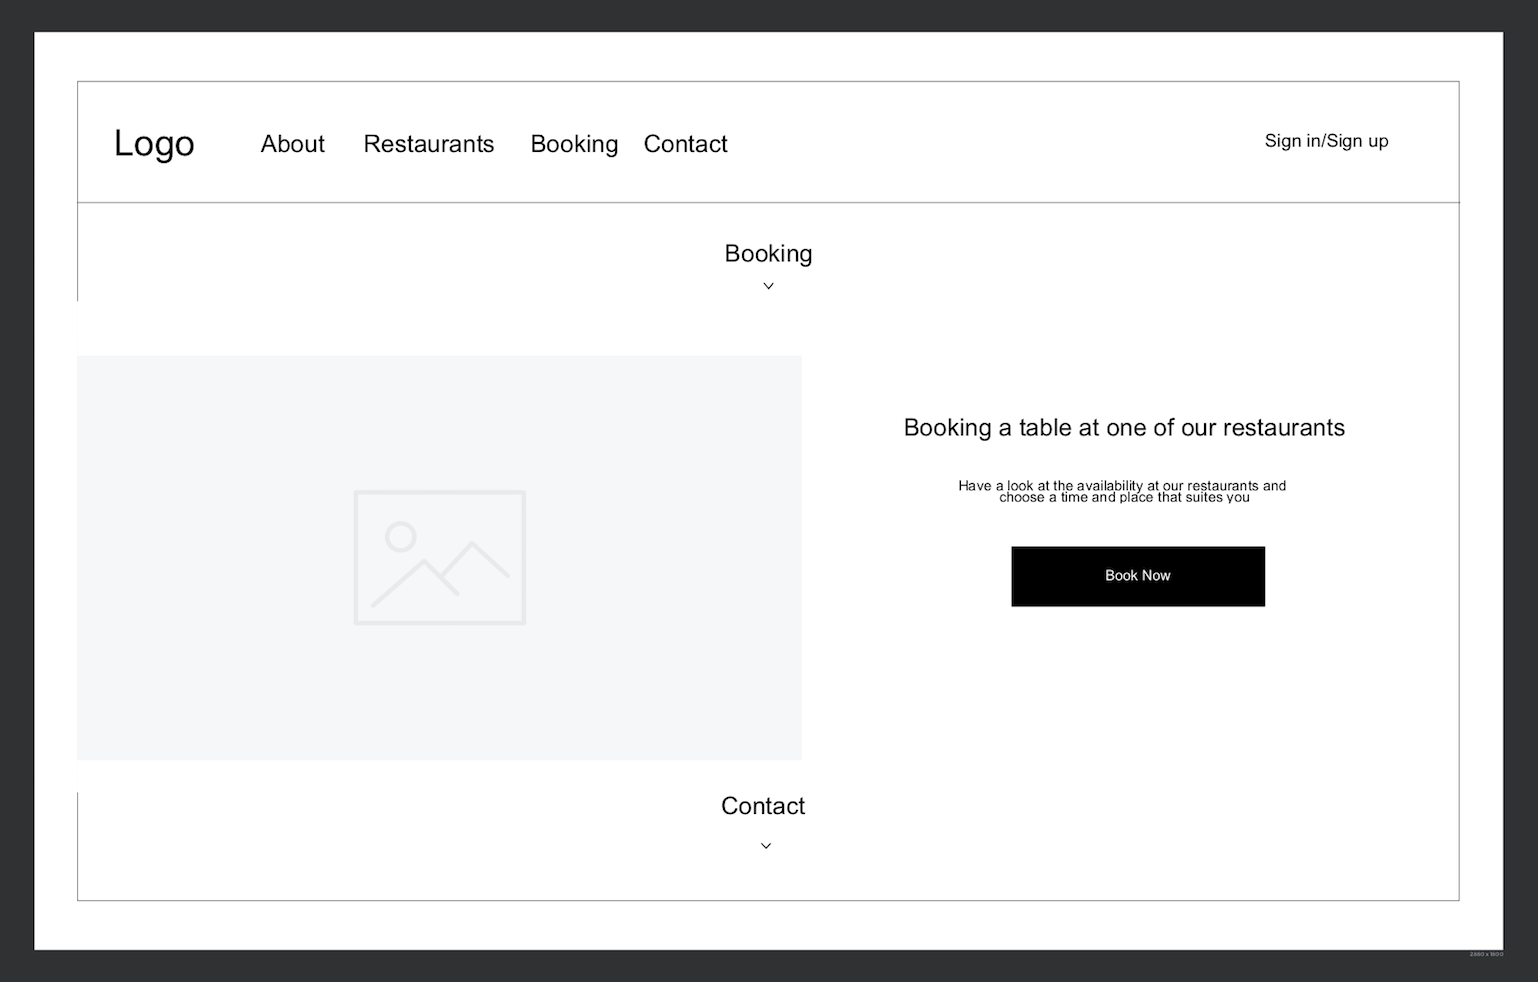 Logo
About
Restaurants
Booking
Contact
Sign in/Sign up
Booking
Booking a table at one of our restaurants
Have a look at the availability at our restaurants and
choose a time and place that suites you
Book Now
Contact